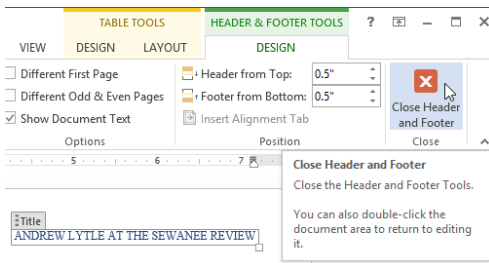 TABLE TOOLS HEADER & FOOTER TOOLS ?
VIEW DESIGN LAYOUT DESIGN
Different First Page
Different Odd & Even Pages
Show Document Text
Options
Header from Top: 0.5"
Footer from Bottom: 0.5"
Insert Alignment Tab
Position
Close Header
and Footer
Close
5 6 7
Close Header and Footer
Close the Header and Footer Tools.
You can also double-click the
document area to return to editing
it.
Title
ANDREW LYTLE AT THE SEWANEE REVIEW